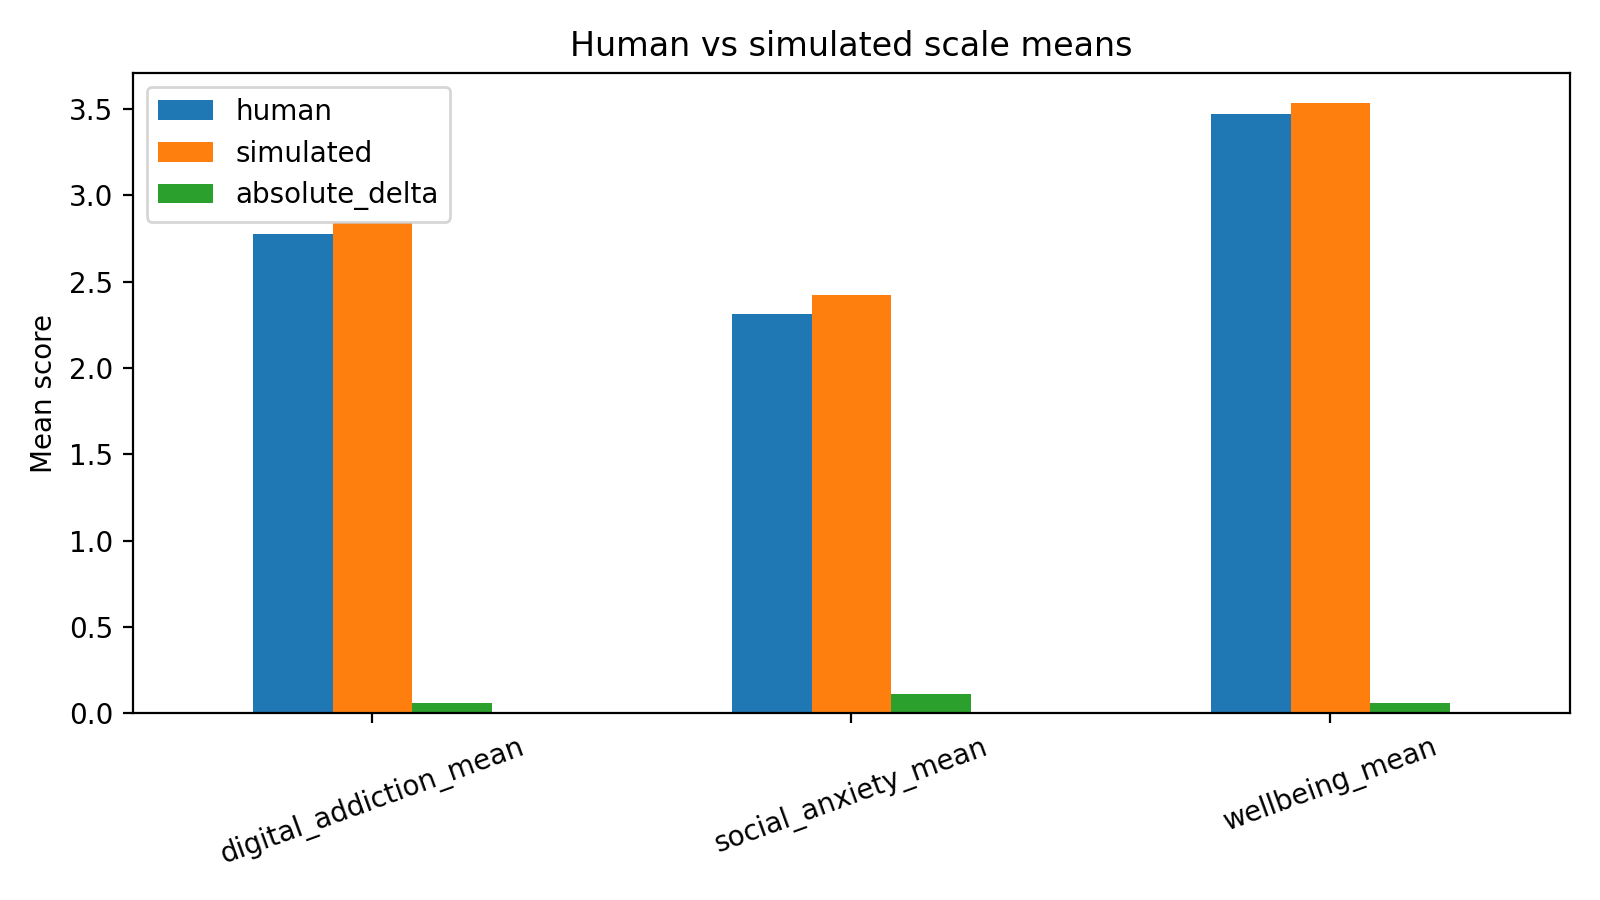 Human vs simulated scale means
human
simulated
absolute_delta
Mean score
3.5
3.0
2.5
2.0
1.5
1.0
0.5
0.0
digital_addiction_mean
social_anxiety_mean
wellbeing_mean